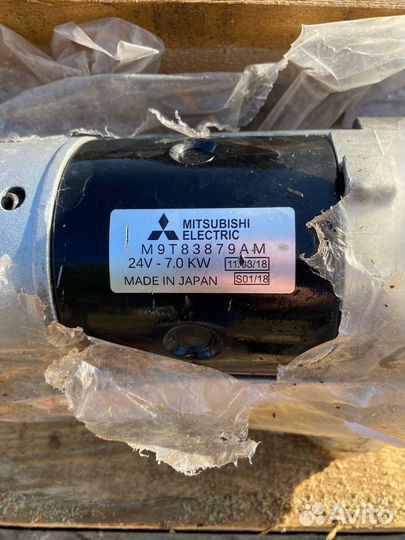 MITSUBISHI
ELECTRIC
M9T83879AM
24V - 7.0 KW 11.03/18
MADE IN JAPAN S01/18
Avito